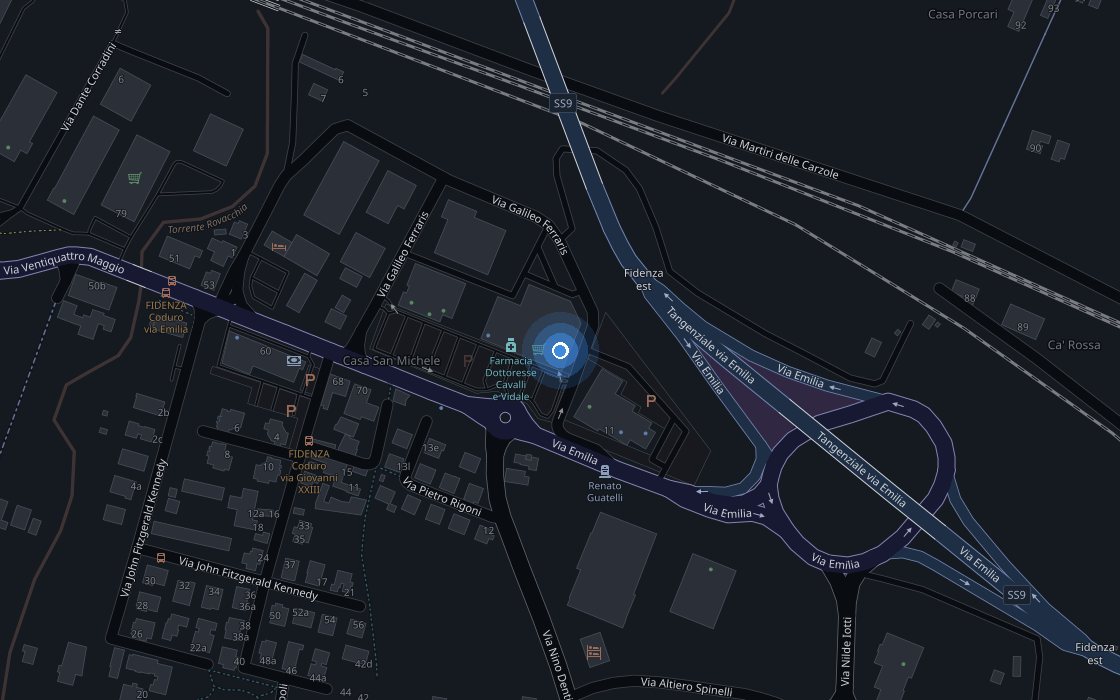 Casa Porcari
93
92
6
6
5
7
Via Dante Corradini
SS9
Via Martiri delle Carzole
90
79
Torrente Rovacchia
3
1
51
53
50b
Via Ventiquattro Maggio
FIDENZA
Coduro
via Emilia
Via Galileo Ferraris
Via Galileo Ferraris
Fidenza
est
88
89
Ca' Rossa
Tangenziale via Emilia
Via Emilia
Via Emilia
60
Casa San Michele
P
Farmacia
Dottoresse
Cavalli
e Vidale
P
68
70
P
P
11
2b
2c
6
4
8
10
FIDENZA
Coduro
via Giovanni
XXIII
15
11
13e
13l
Via Emilia
Renato
Guatelli
Via Pietro Rigoni
12
Via Emilia
Tangenziale via Emilia
4a
12a
16
18
33
35
Via John Fitzgerald Kennedy
24
Via John Fitzgerald Kennedy
37
17
21
30
32
34
36
36a
28
50
52a
54
56
38
38a
26
22a
40
48a
46
42d
44a
44
42
20
Via Emilia
Via Emilia
SS9
Via Nino Denti
Via Altiero Spinelli
Via Nilde Iotti
Fidenza
est